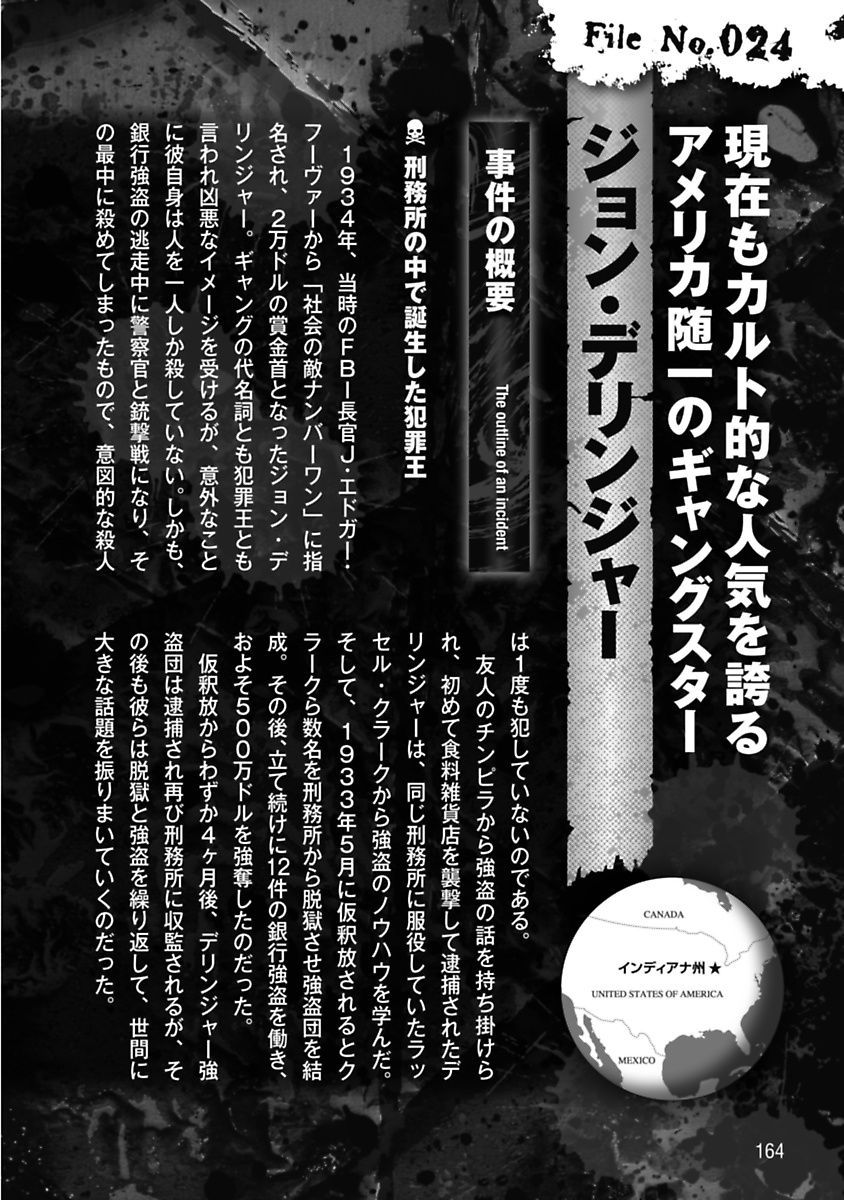 File No.024
現在もカルト的な人気を誇る
アメリカ随一のギャングスター
ジョン・デリンジャー
事件の概要 The outline of an incident
刑務所の中で誕生した犯罪王
1934年、当時のFBI長官J・エドガー・
フーヴァーから「社会の敵ナンバーワン」に指
名され、2万ドルの賞金首となったジョン・デ
リンジャー。ギャングの代名詞とも犯罪王とも
言われ凶悪なイメージを受けるが、意外なこと
に彼自身は人を一人しか殺していない。しかも、
銀行強盗の逃走中に警察官と銃撃戦になり、そ
の最中に殺めてしまったもので、意図的な殺人
は1度も犯していないのである。
友人のチンピラから強盗の話を持ち掛けら
れ、初めて食料雑貨店を襲撃して逮捕されたデ
リンジャーは、同じ刑務所に服役していたラッ
セル・クラークから強盗のノウハウを学んだ。
そして、1933年5月に仮釈放されるとク
ラークら数名を刑務所から脱獄させ強盗団を結
成。その後、立て続けに12件の銀行強盗を働き、
およそ500万ドルを強奪したのだった。
仮釈放からわずか4ヶ月後、デリンジャー強
盗団は逮捕され再び刑務所に収監されるが、そ
の後も彼らは脱獄と強盗を繰り返して、世間に
大きな話題を振りまいていくのだった。
CANADA
インディアナ州★
UNITED STATES OF AMERICA
MEXICO
164